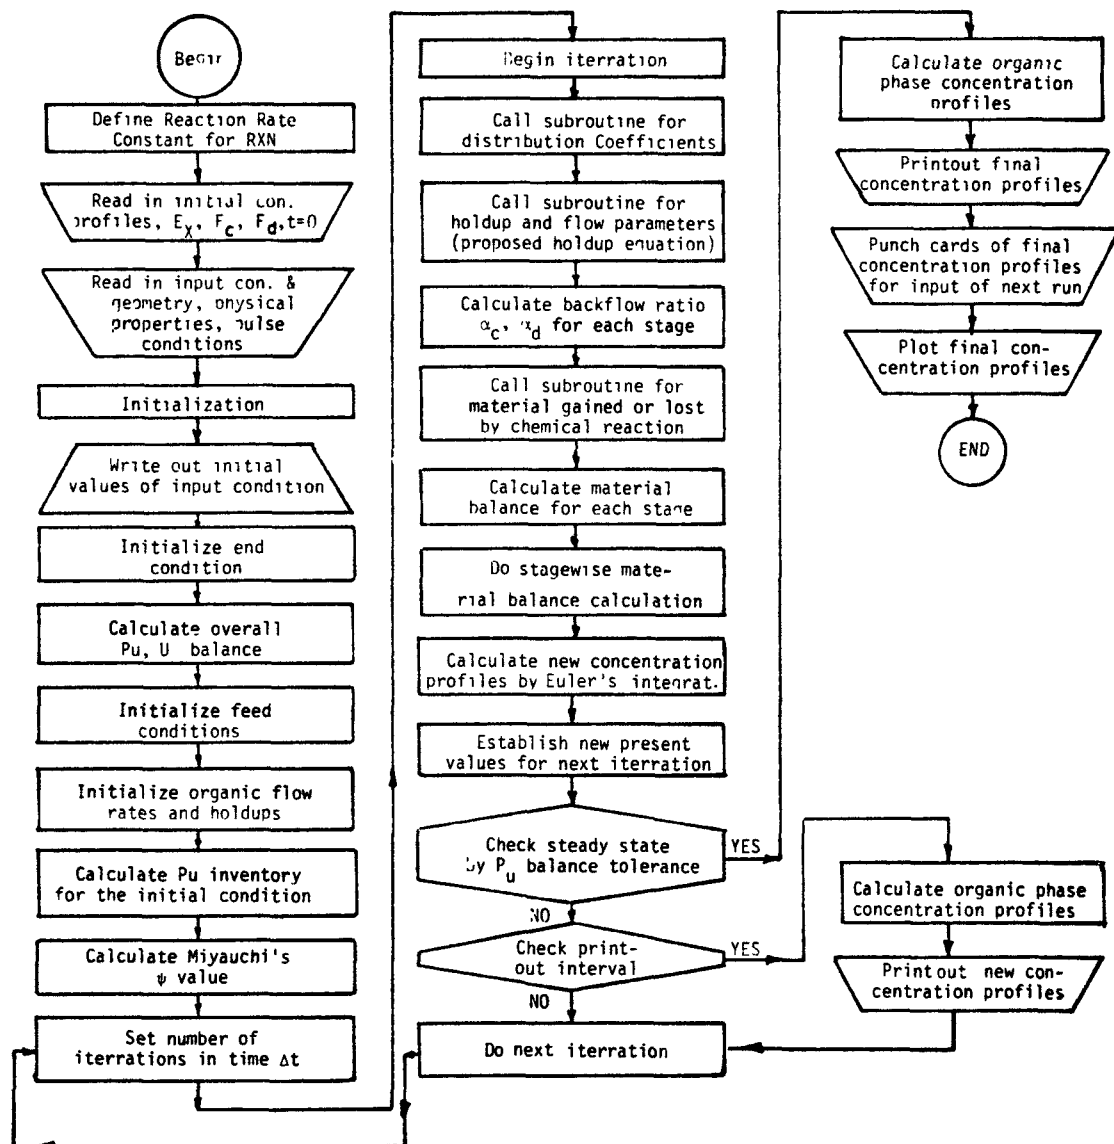 Begin
Define Reaction Rate
Constant for RXN
Read in initial con.
profiles, E_x, F_c, F_d,t=0
Read in input con. &
geometry, physical
properties, pulse
conditions
Initialization
Write out initial
values of input condition
Initialize end
condition
Calculate overall
Pu, U balance
Initialize feed
conditions
Initialize organic flow
rates and holdups
Calculate Pu inventory
for the initial condition
Calculate Miyauchi's
ψ value
Set number of
iterrations in time Δt
Begin iterration
Call subroutine for
distribution Coefficients
Call subroutine for
holdup and flow parameters
(proposed holdup equation)
Calculate backflow ratio
α_c, α_d for each stage
Call subroutine for
material gained or lost
by chemical reaction
Calculate material
balance for each stage
Do stagewise mate-
rial balance calculation
Calculate new concentration
profiles by Euler's integrat.
Establish new present
values for next iterration
Check steady state
by P_u balance tolerance
YES
NO
Check print-
out interval
YES
NO
Do next iterration
Calculate organic
phase concentration
profiles
Printout final
concentration profiles
Punch cards of final
concentration profiles
for input of next run
Plot final con-
centration profiles
END
Calculate organic phase
concentration profiles
Printout new con-
centration profiles